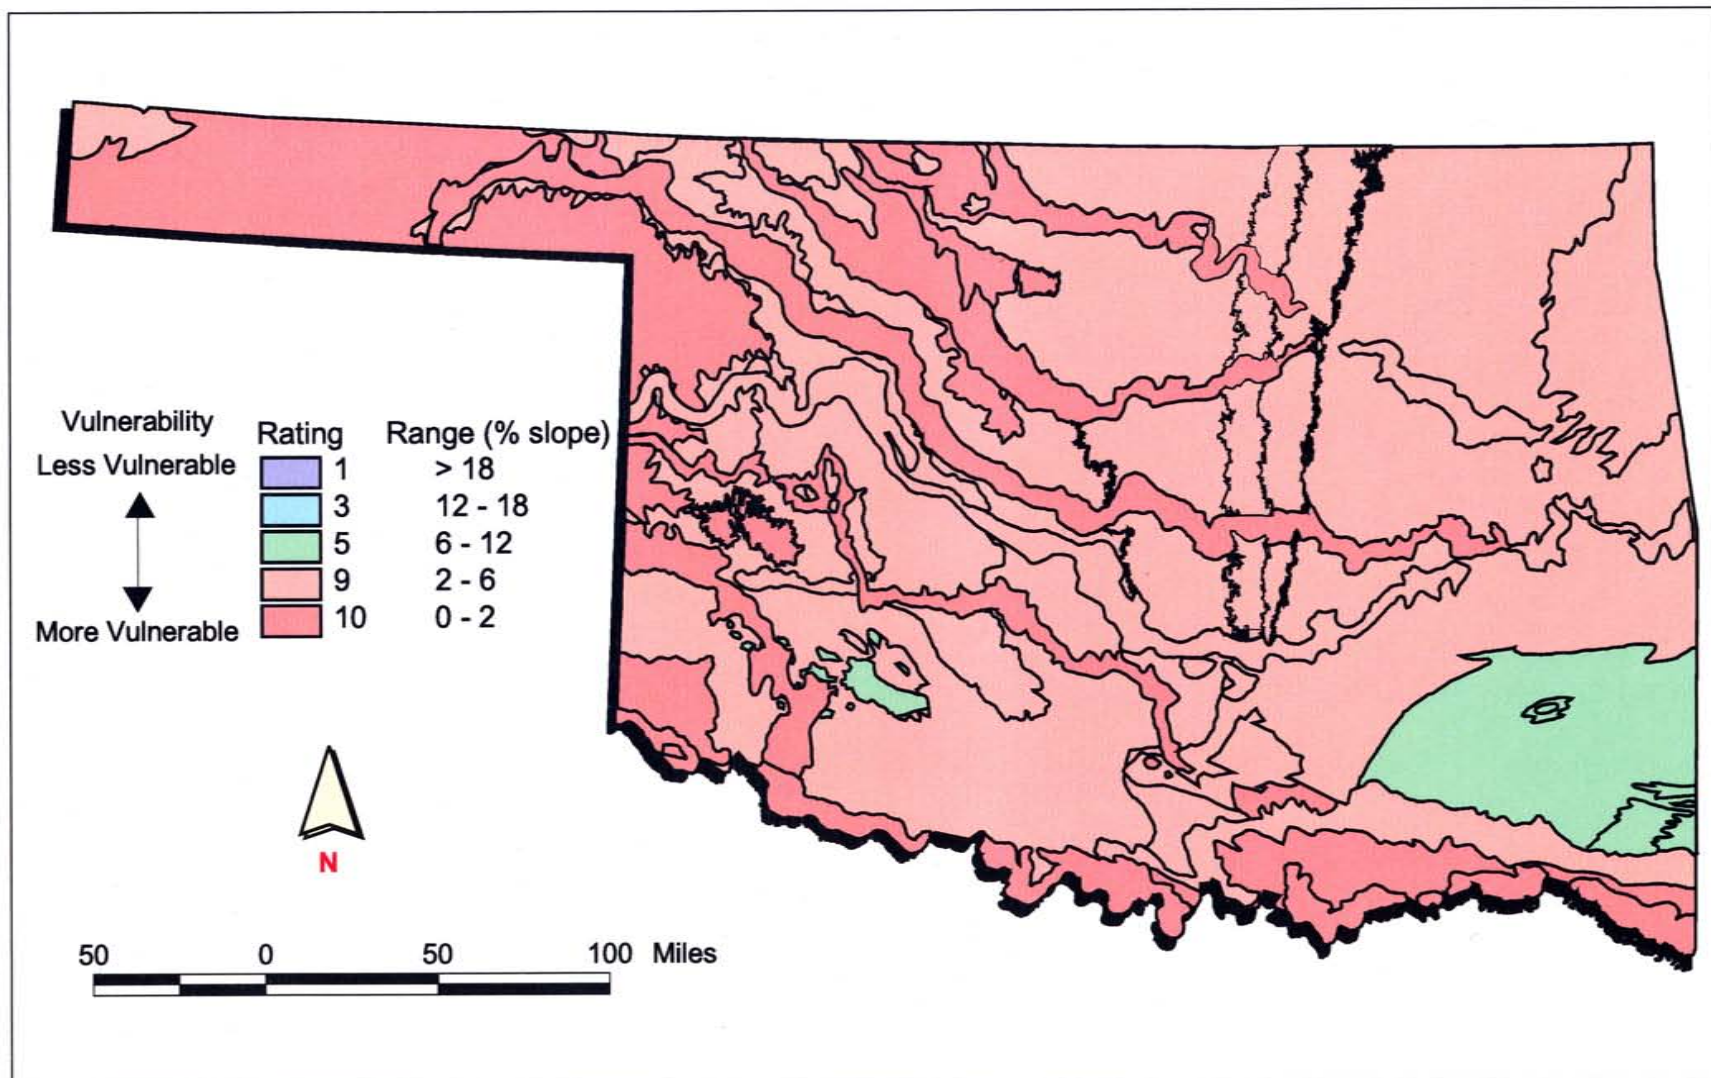 Vulnerability
Less Vulnerable
More Vulnerable
Rating Range (% slope)
1 > 18
3 12 - 18
5 6 - 12
9 2 - 6
10 0 - 2
N
50 0 50 100 Miles